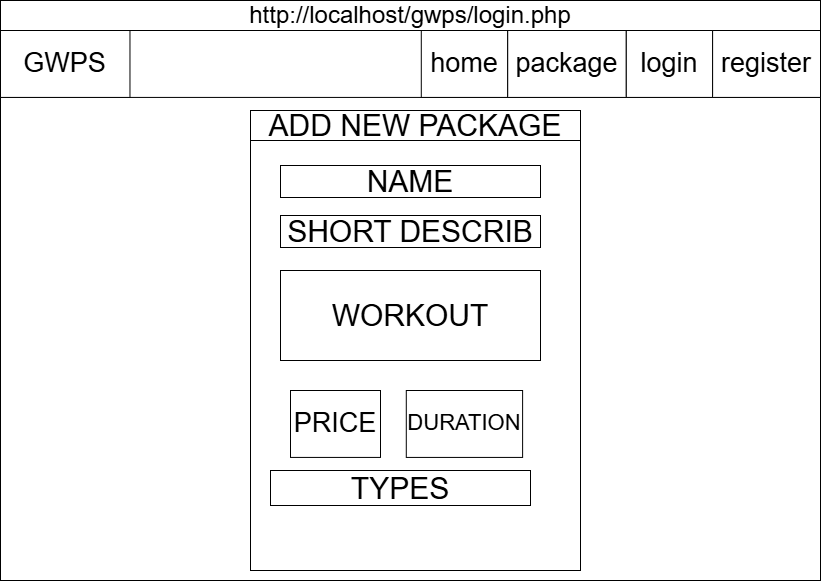 http://localhost/gwps/login.php
GWPS home package login register
ADD NEW PACKAGE
NAME
SHORT DESCRIB
WORKOUT
PRICE DURATION
TYPES